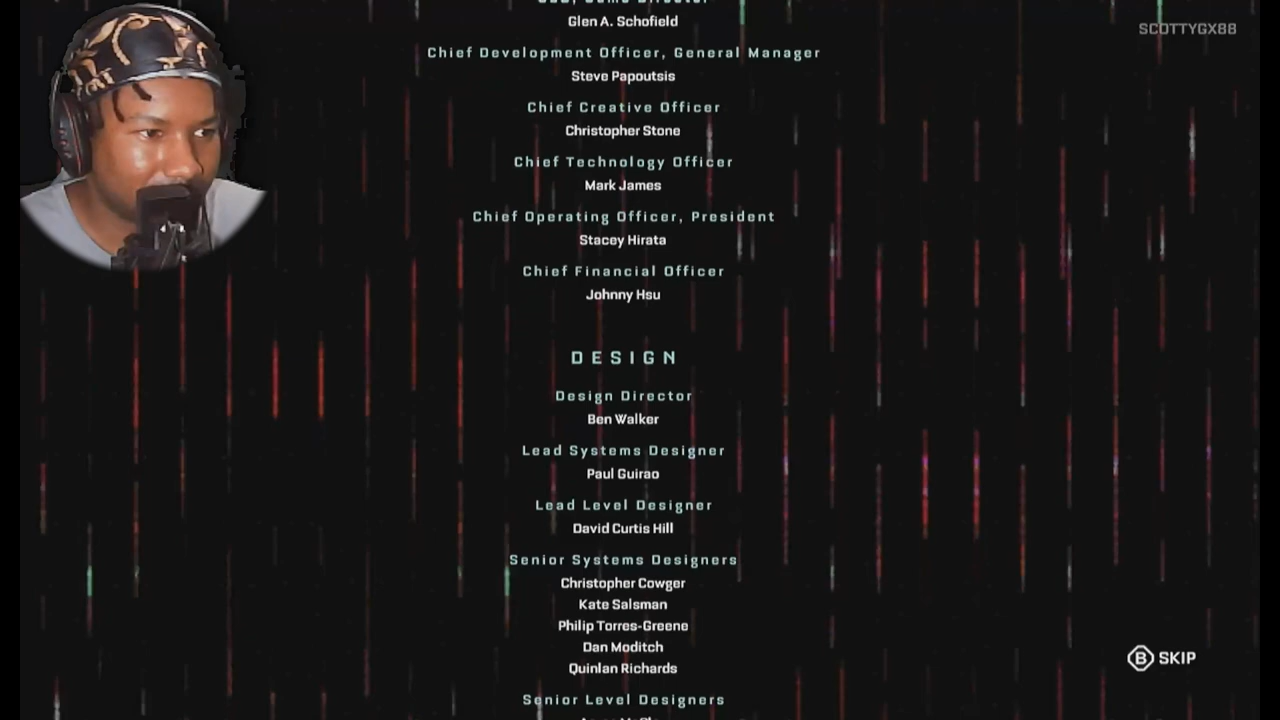 Glen A. Schofield
SCOTTYGX88
Chief Development Officer, General Manager
Steve Papoutsis
Chief Creative Officer
Christopher Stone
Chief Technology Officer
Mark James
Chief Operating Officer, President
Stacey Hirata
Chief Financial Officer
Johnny Hsu
DESIGN
Design Director
Ben Walker
Lead Systems Designer
Paul Guirao
Lead Level Designer
David Curtis Hill
Senior Systems Designers
Christopher Cowger
Kate Salsman
Philip Torres-Greene
Dan Moditch
Quinlan Richards
B SKIP
Senior Level Designers